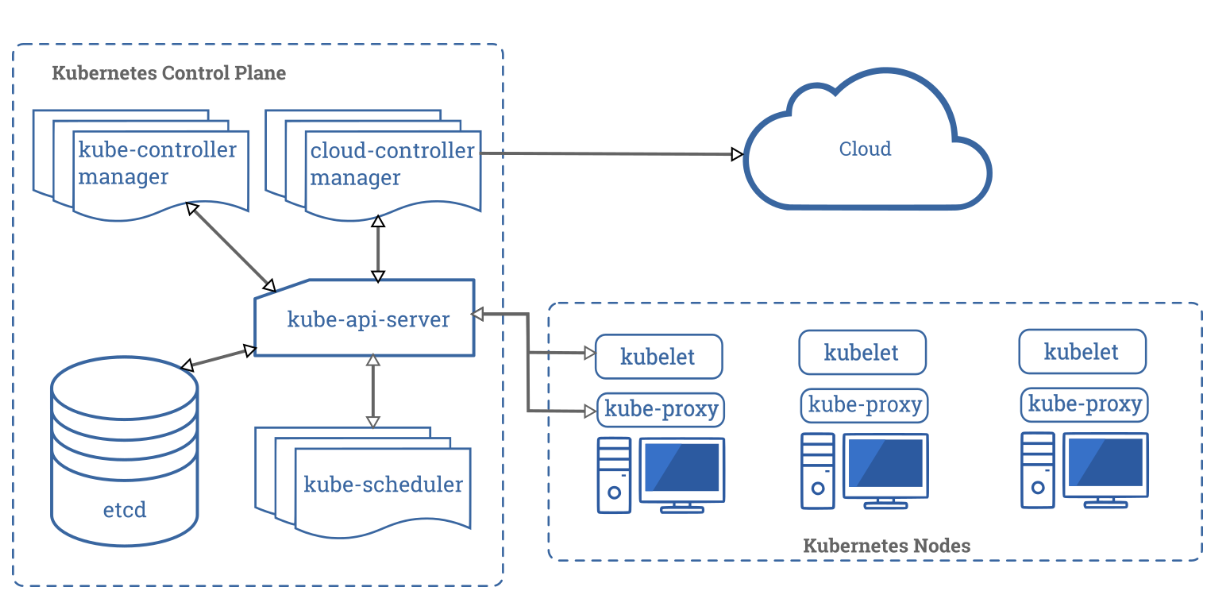 Kubernetes Control Plane
kube-controller
manager
cloud-controller
manager
Cloud
kube-api-server
etcd
kube-scheduler
kubelet
kube-proxy
kubelet
kube-proxy
kubelet
kube-proxy
Kubernetes Nodes